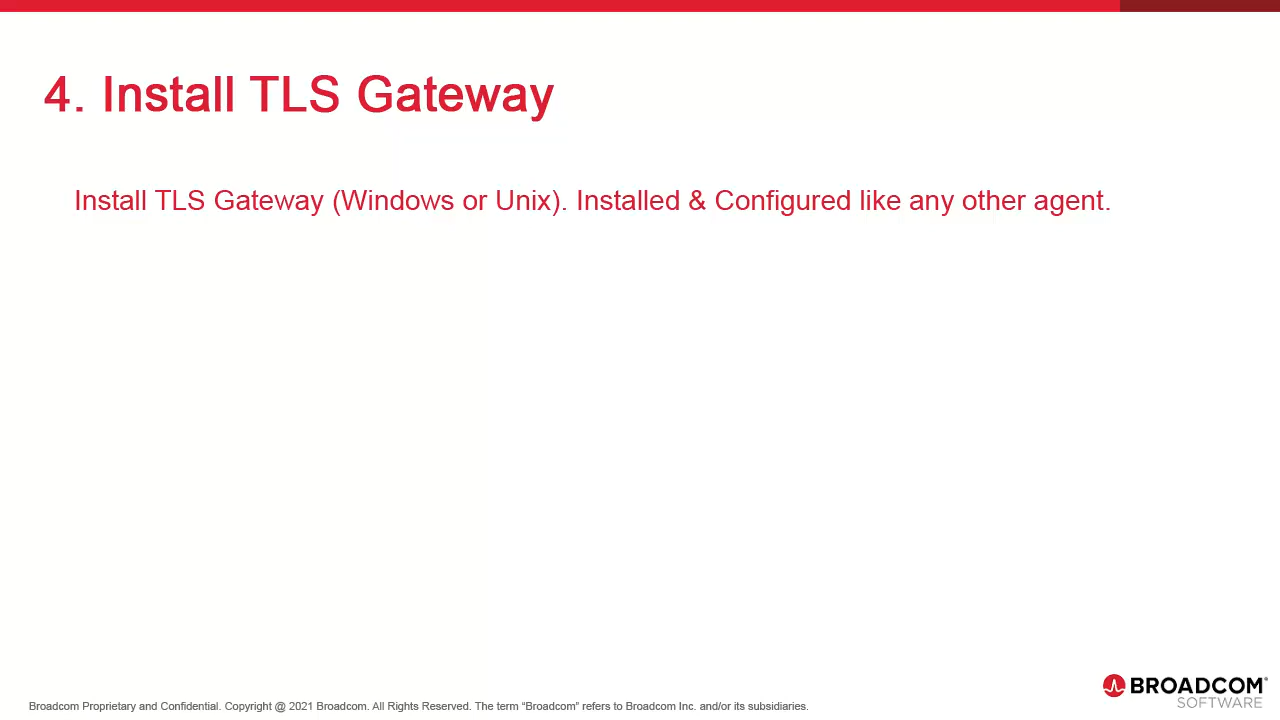 4. Install TLS Gateway
Install TLS Gateway (Windows or Unix). Installed & Configured like any other agent.
BROADCOM®
SOFTWARE
Broadcom Proprietary and Confidential. Copyright @ 2021 Broadcom. All Rights Reserved. The term “Broadcom” refers to Broadcom Inc. and/or its subsidiaries.